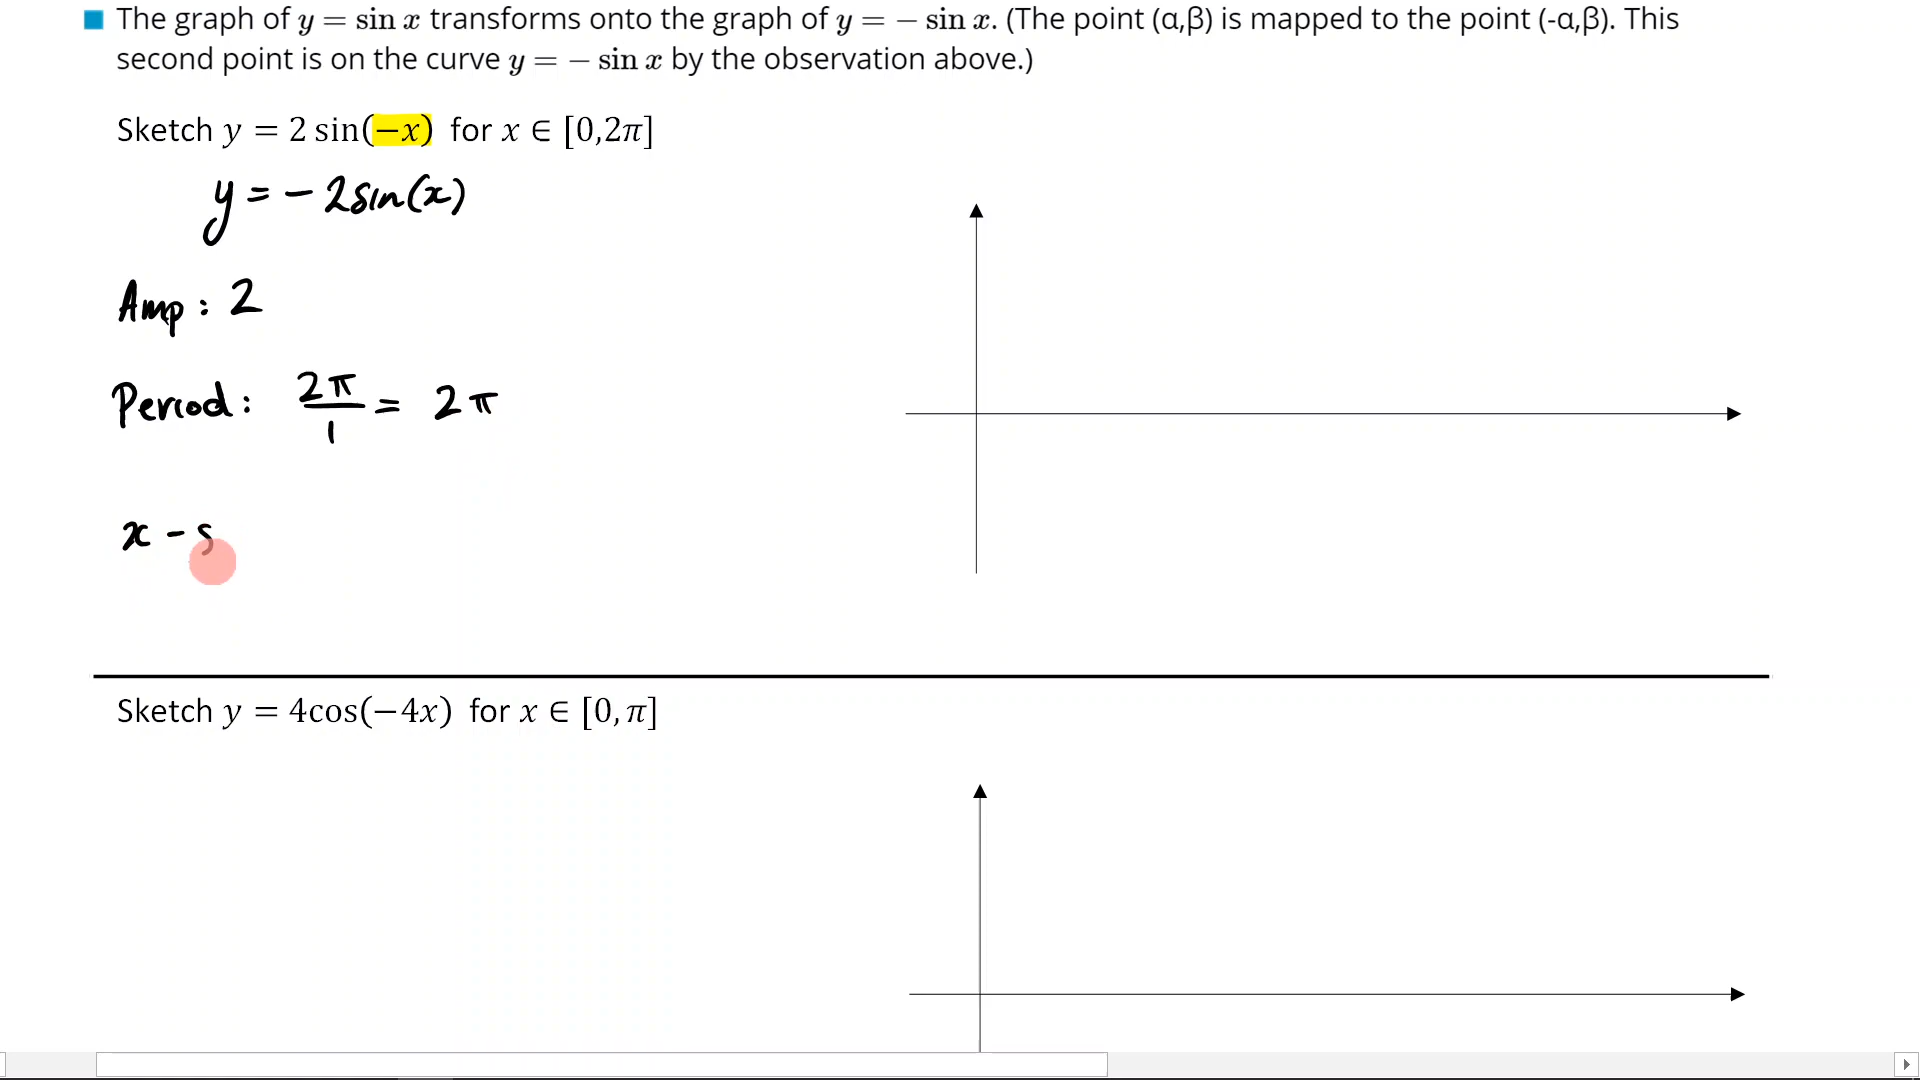 The graph of y = sin x transforms onto the graph of y = − sin x. (The point (α,β) is mapped to the point (-α,β). This
second point is on the curve y = − sin x by the observation above.)
Sketch y = 2 sin(−x) for x ∈ [0,2π]
y = − 2sin(x)
Amp : 2
Period : 2π/1 = 2π
x - s
Sketch y = 4cos(−4x) for x ∈ [0, π]